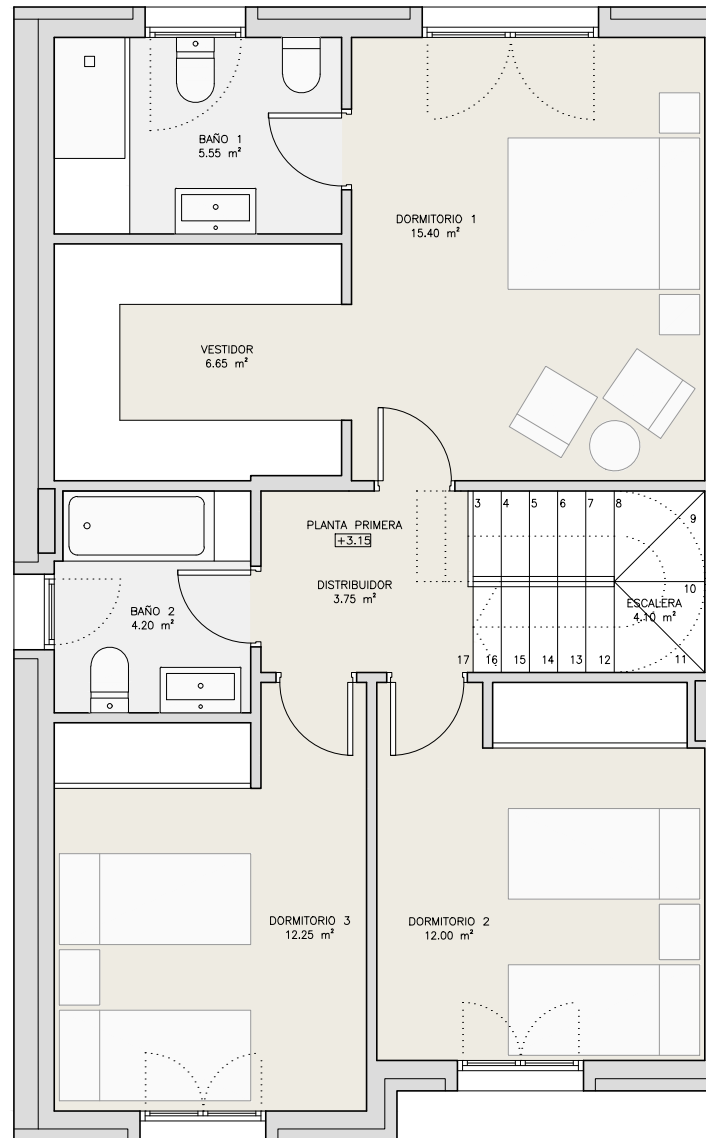 BAÑO 1
5.55 m²
DORMITORIO 1
15.40 m²
VESTIDOR
6.65 m²
PLANTA PRIMERA
+3.15
DISTRIBUIDOR
3.75 m²
3 4 5 6 7 8
9
10
ESCALERA
4.10 m²
17 16 15 14 13 12 11
BAÑO 2
4.20 m²
DORMITORIO 3
12.25 m²
DORMITORIO 2
12.00 m²